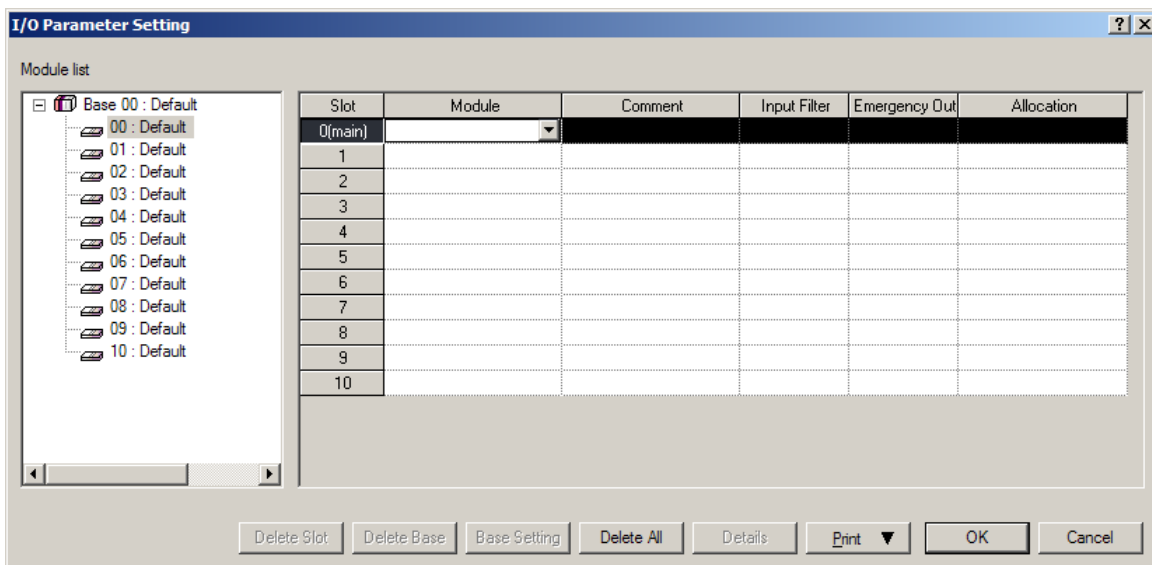 I/O Parameter Setting
Module list
Base 00 : Default
00 : Default
01 : Default
02 : Default
03 : Default
04 : Default
05 : Default
06 : Default
07 : Default
08 : Default
09 : Default
10 : Default
Slot Module Comment Input Filter Emergency Out Allocation
0(main)
1
2
3
4
5
6
7
8
9
10
Delete Slot Delete Base Base Setting Delete All Details Print ▼ OK Cancel